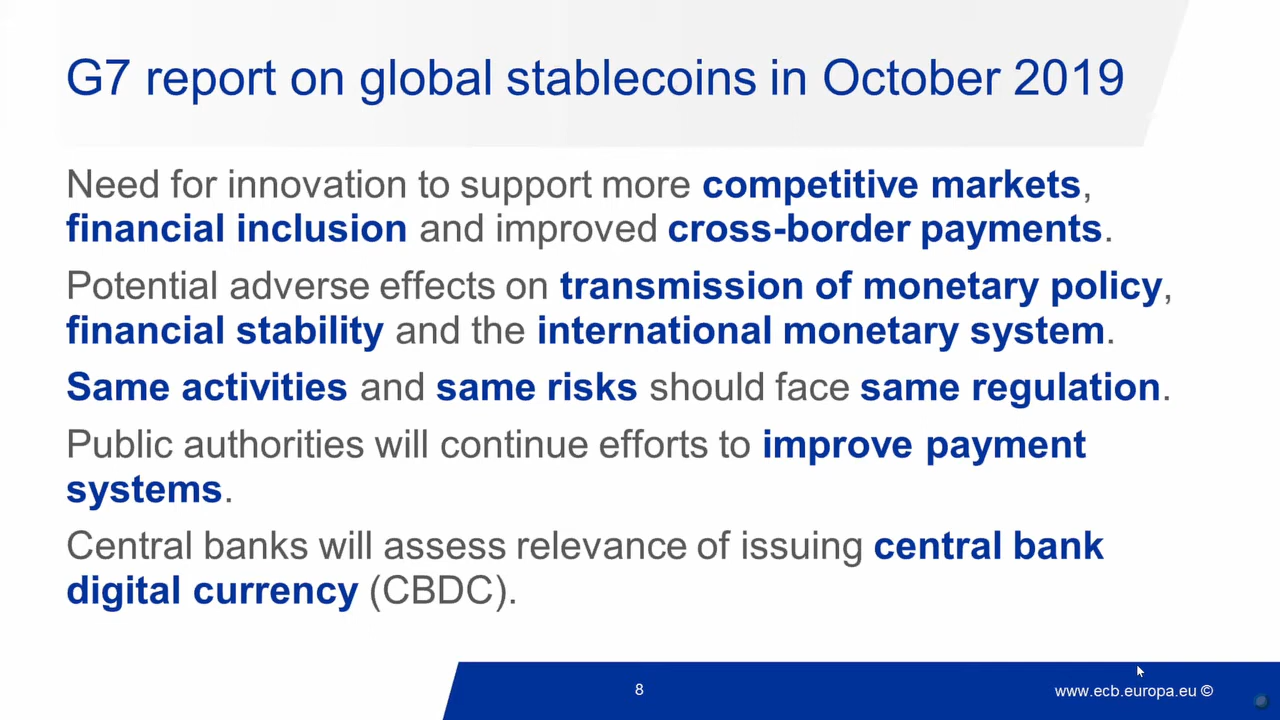 G7 report on global stablecoins in October 2019
Need for innovation to support more competitive markets,
financial inclusion and improved cross-border payments.
Potential adverse effects on transmission of monetary policy,
financial stability and the international monetary system.
Same activities and same risks should face same regulation.
Public authorities will continue efforts to improve payment
systems.
Central banks will assess relevance of issuing central bank
digital currency (CBDC).
8
www.ecb.europa.eu ©